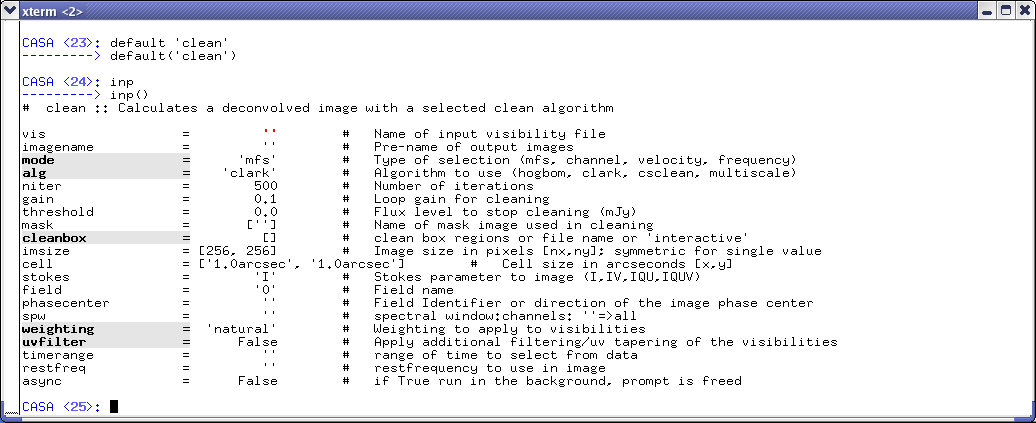 xterm <2>
CASA <23>: default 'clean'
---------> default('clean')
CASA <24>: inp
---------> inp()
#  clean :: Calculates a deconvolved image with a selected clean algorithm
vis                 =         ''        #   Name of input visibility file
imagename           =         ''        #   Pre-name of output images
mode                =      'mfs'        #   Type of selection (mfs, channel, velocity, frequency)
alg                 =    'clark'        #   Algorithm to use (hogbom, clark, csclean, multiscale)
niter               =        500        #   Number of iterations
gain                =        0.1        #   Loop gain for cleaning
threshold           =        0.0        #   Flux level to stop cleaning (mJy)
mask                =       ['']        #   Name of mask image used in cleaning
cleanbox            =         []        #   clean box regions or file name or 'interactive'
imsize              = [256, 256]        #   Image size in pixels [nx,ny]; symmetric for single value
cell                = ['1.0arcsec', '1.0arcsec']        #   Cell size in arcseconds [x,y]
stokes              =        'I'        #   Stokes parameter to image (I,IV,IQU,IQUV)
field               =        '0'        #   Field name
phasecenter         =         ''        #   Field Identifier or direction of the image phase center
spw                 =         ''        #   spectral window:channels: ''=>all
weighting           =  'natural'        #   Weighting to apply to visibilities
uvfilter            =      False        #   Apply additional filtering/uv tapering of the visibilities
timerange           =         ''        #   range of time to select from data
restfreq            =         ''        #   restfrequency to use in image
async               =      False        #   if True run in the background, prompt is freed
CASA <25>: